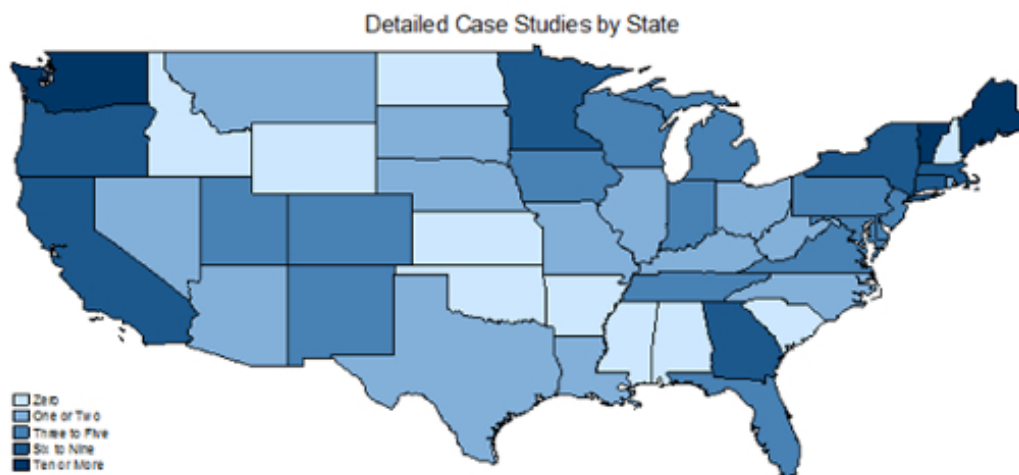 Detailed Case Studies by State
Zero
One or Two
Three to Five
Six to Nine
Ten or More